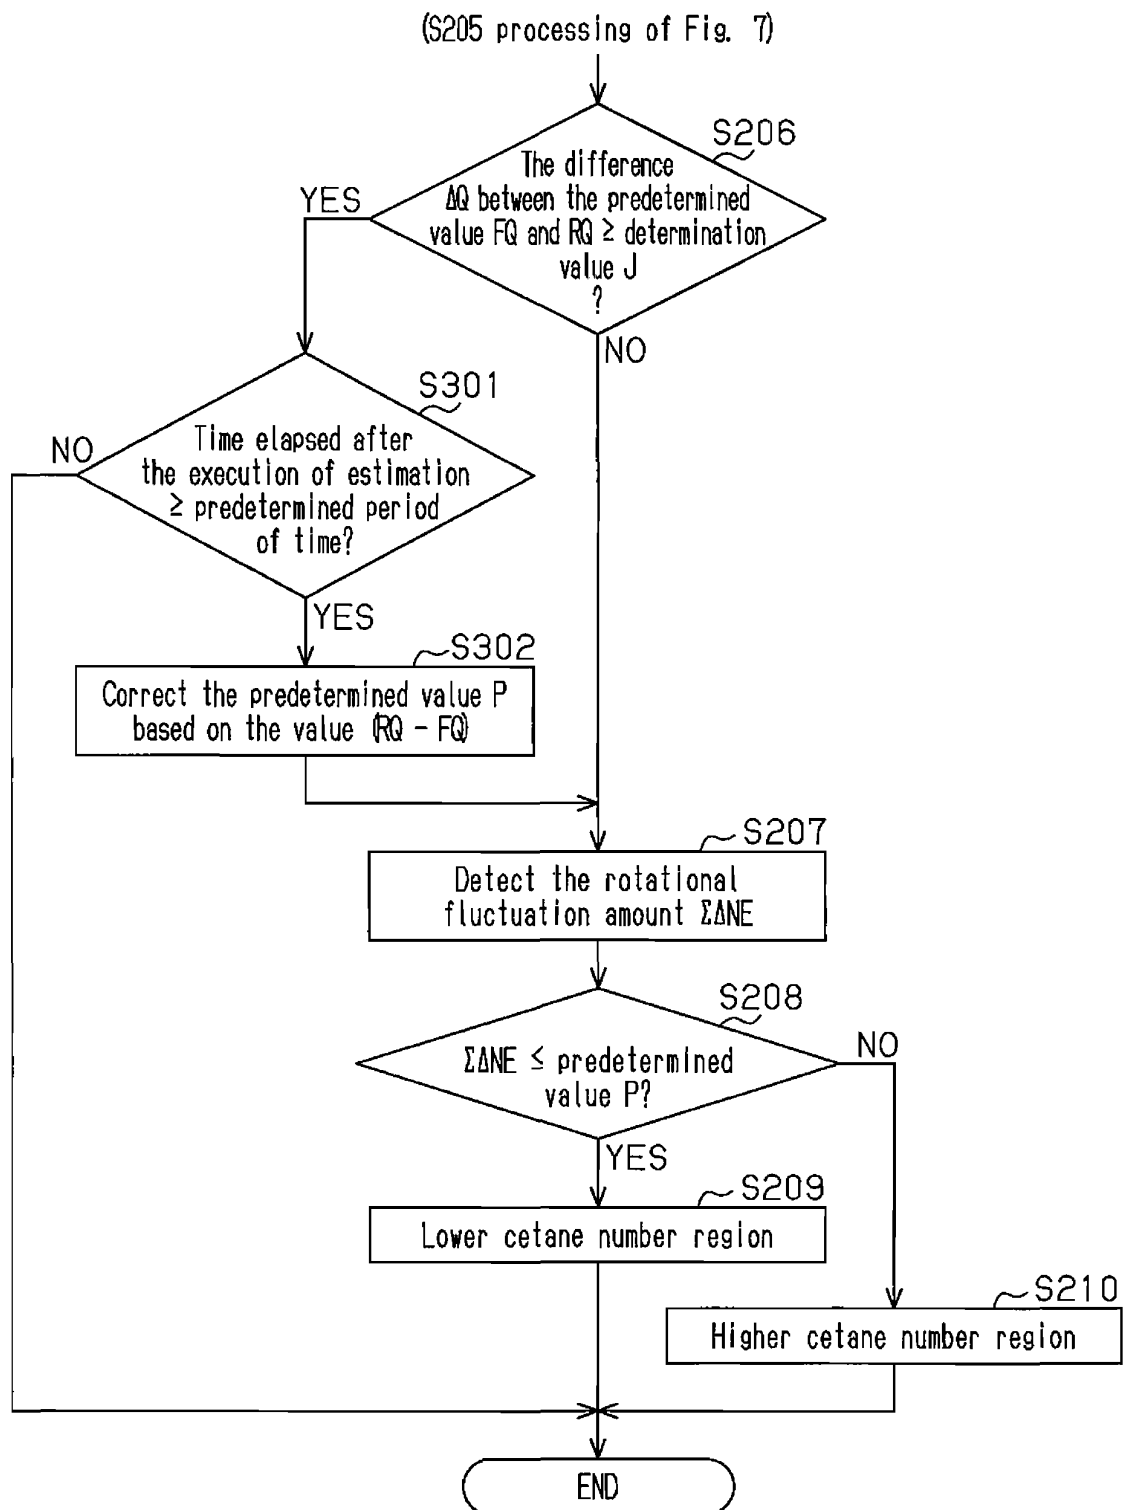 (S205 processing of Fig. 7)
S206
The difference
ΔQ between the predetermined
value FQ and RQ ≥ determination
value J
?
YES
NO
S301
Time elapsed after
the execution of estimation
≥ predetermined period
of time?
NO
YES
S302
Correct the predetermined value P
based on the value (RQ - FQ)
S207
Detect the rotational
fluctuation amount ΣΔNE
S208
ΣΔNE ≤ predetermined
value P?
NO
YES
S209
Lower cetane number region
S210
Higher cetane number region
END